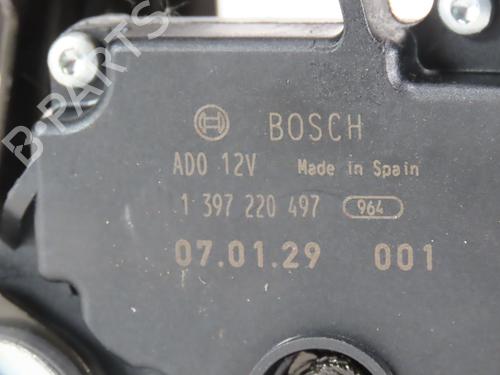 B-PARTS
BOSCH
ADO 12V Made in Spain
1 397 220 497 964
07.01.29 001